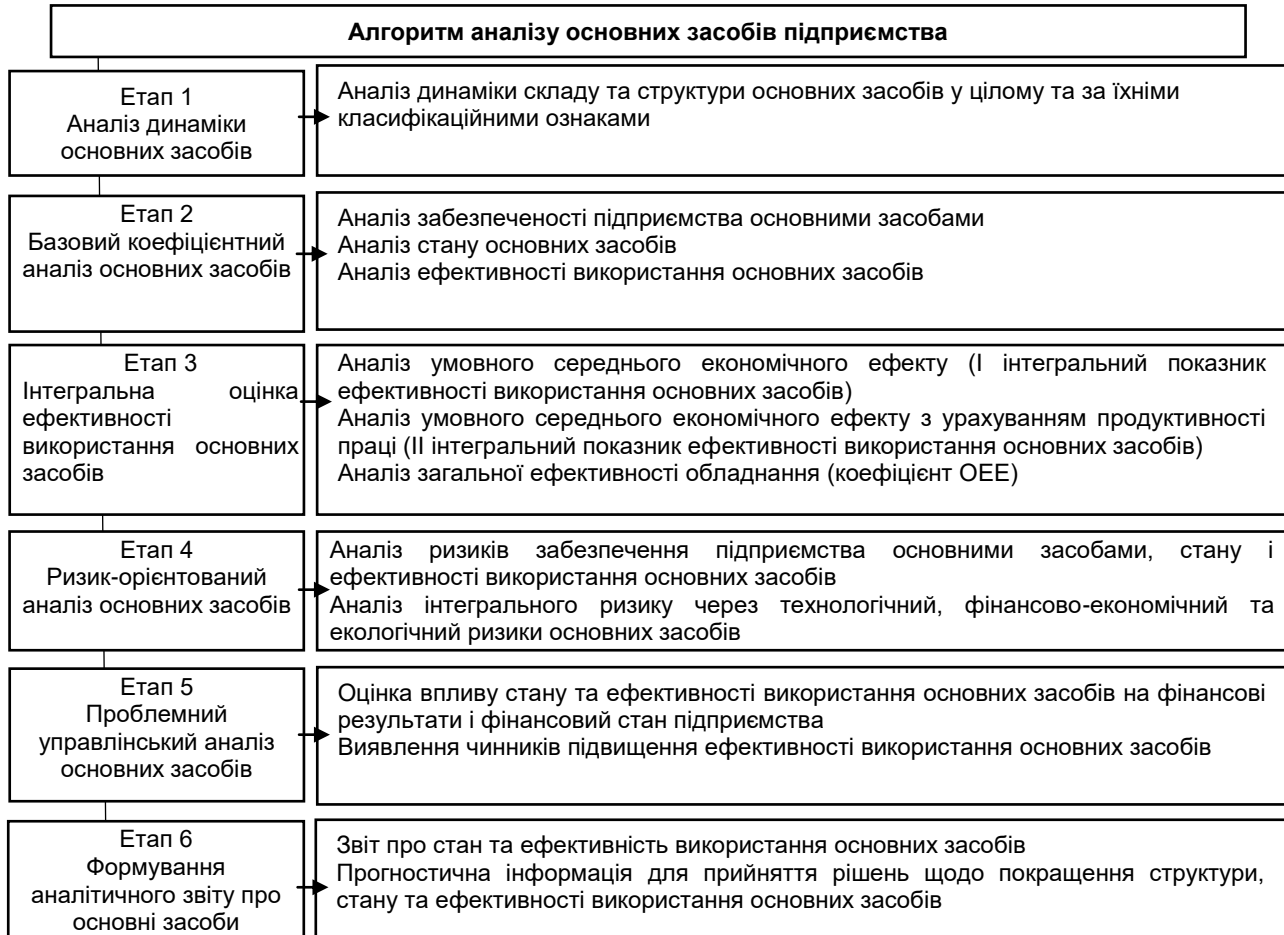 Алгоритм аналізу основних засобів підприємства
Етап 1
Аналіз динаміки
основних засобів
Аналіз динаміки складу та структури основних засобів у цілому та за їхніми
класифікаційними ознаками
Етап 2
Базовий коефіцієнтний
аналіз основних засобів
Аналіз забезпеченості підприємства основними засобами
Аналіз стану основних засобів
Аналіз ефективності використання основних засобів
Етап 3
Інтегральна оцінка
ефективності
використання основних
засобів
Аналіз умовного середнього економічного ефекту (І інтегральний показник
ефективності використання основних засобів)
Аналіз умовного середнього економічного ефекту з урахуванням продуктивності
праці (ІІ інтегральний показник ефективності використання основних засобів)
Аналіз загальної ефективності обладнання (коефіцієнт ОЕЕ)
Етап 4
Ризик-орієнтований
аналіз основних засобів
Аналіз ризиків забезпечення підприємства основними засобами, стану і
ефективності використання основних засобів
Аналіз інтегрального ризику через технологічний, фінансово-економічний та
екологічний ризики основних засобів
Етап 5
Проблемний
управлінський аналіз
основних засобів
Оцінка впливу стану та ефективності використання основних засобів на фінансові
результати і фінансовий стан підприємства
Виявлення чинників підвищення ефективності використання основних засобів
Етап 6
Формування
аналітичного звіту про
основні засоби
Звіт про стан та ефективність використання основних засобів
Прогностична інформація для прийняття рішень щодо покращення структури,
стану та ефективності використання основних засобів